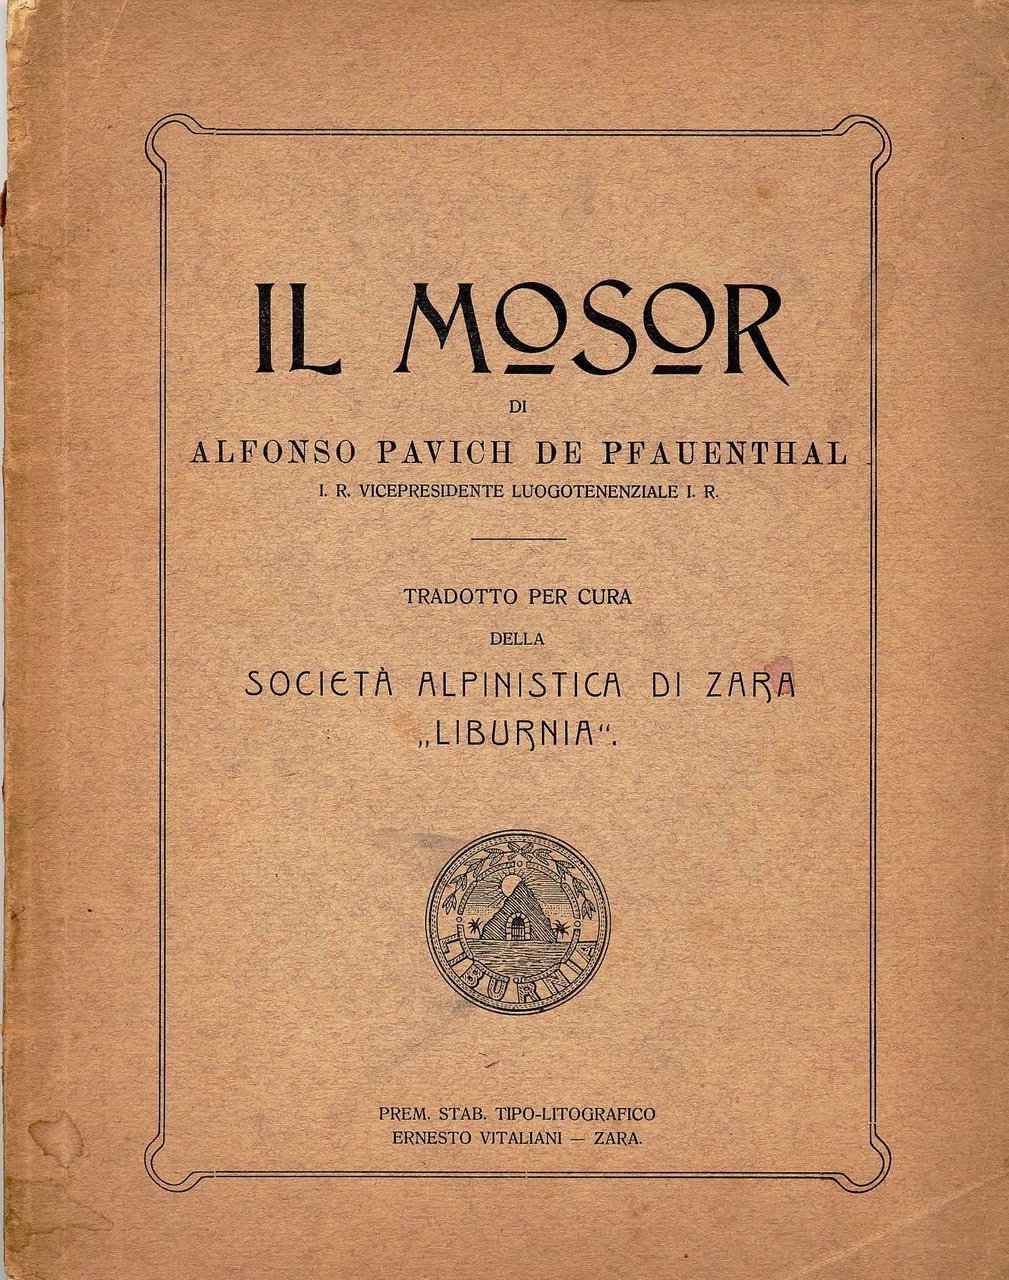 IL MOSOR
DI
ALFONSO PAVICH DE PFAUENTHAL
I. R. VICEPRESIDENTE LUOGOTENENZIALE I. R.
TRADOTTO PER CURA
DELLA
SOCIETÀ ALPINISTICA DI ZARA
„LIBURNIA“.
LIBURNIA
PREM. STAB. TIPO-LITOGRAFICO
ERNESTO VITALIANI — ZARA.